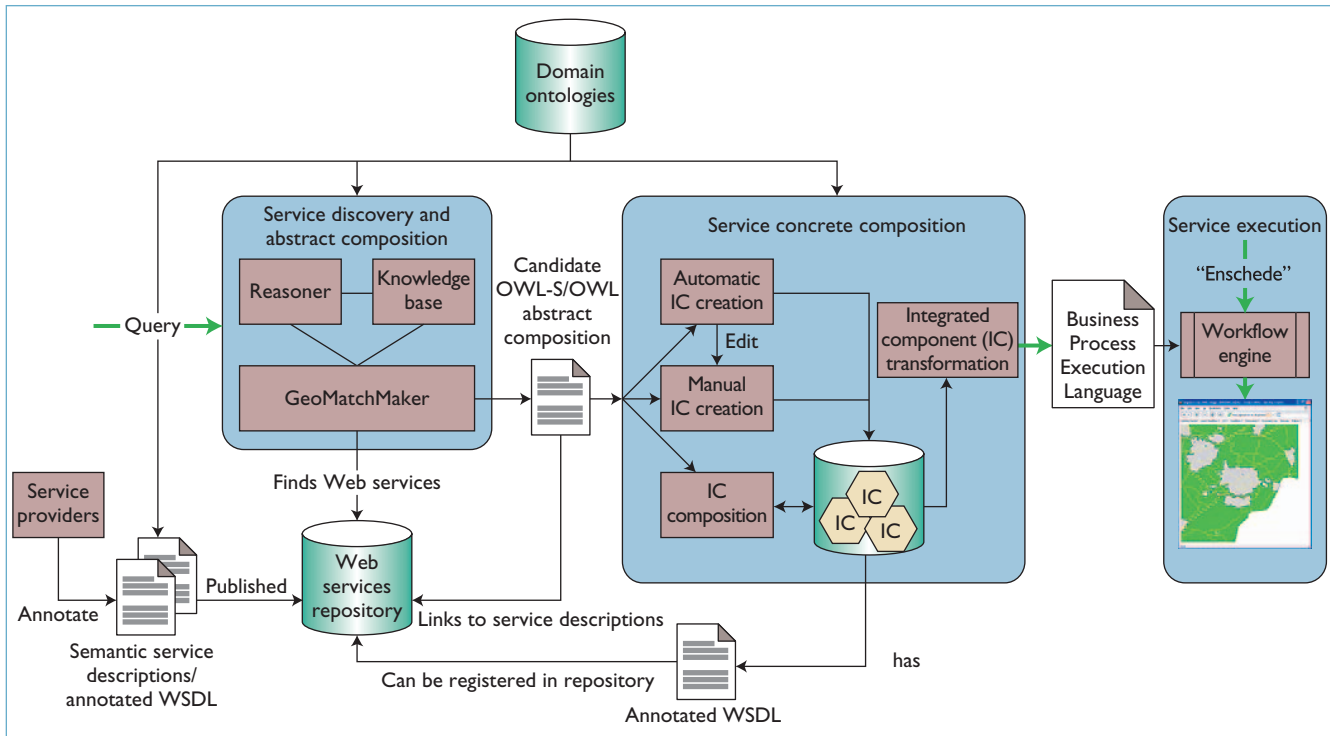 Domain
ontologies
Service discovery and
abstract composition
Reasoner
Knowledge
base
GeoMatchMaker
Query
Candidate
OWL-S/OWL
abstract
composition
Service concrete composition
Automatic
IC creation
Edit
Manual
IC creation
IC
composition
IC
IC
IC
Integrated
component (IC)
transformation
Business
Process
Execution
Language
Service execution
“Enschede”
Workflow
engine
Finds Web services
Service
providers
Annotate
Semantic service
descriptions/
annotated WSDL
Published
Web
services
repository
Links to service descriptions
Can be registered in repository
Annotated WSDL
has